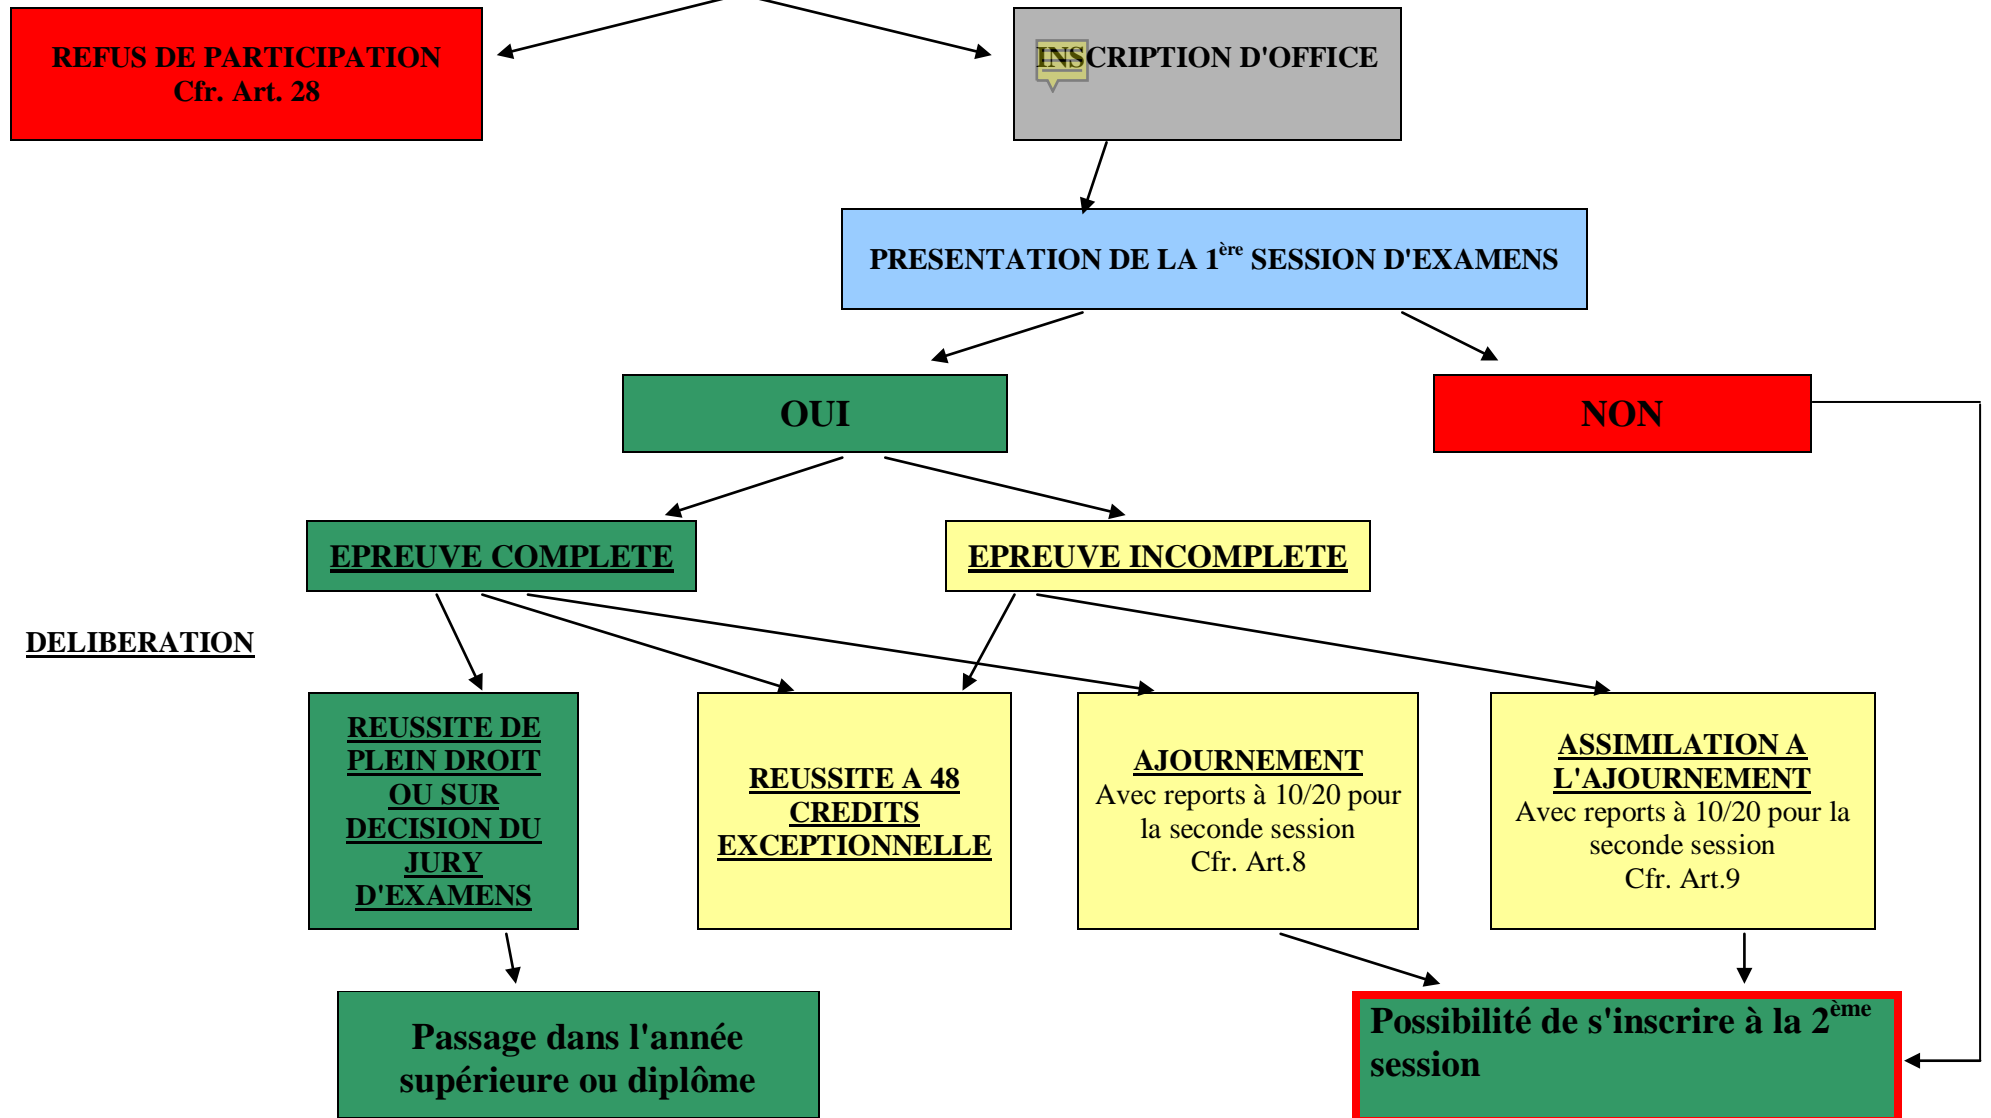 REFUS DE PARTICIPATION
Cfr. Art. 28
INSCRIPTION D'OFFICE
PRESENTATION DE LA 1ère SESSION D'EXAMENS
OUI
NON
EPREUVE COMPLETE
EPREUVE INCOMPLETE
DELIBERATION
REUSSITE DE
PLEIN DROIT
OU SUR
DECISION DU
JURY
D'EXAMENS
REUSSITE A 48
CREDITS
EXCEPTIONNELLE
AJOURNEMENT
Avec reports à 10/20 pour
la seconde session
Cfr. Art.8
ASSIMILATION A
L'AJOURNEMENT
Avec reports à 10/20 pour la
seconde session
Cfr. Art.9
Passage dans l'année
supérieure ou diplôme
Possibilité de s'inscrire à la 2ème
session